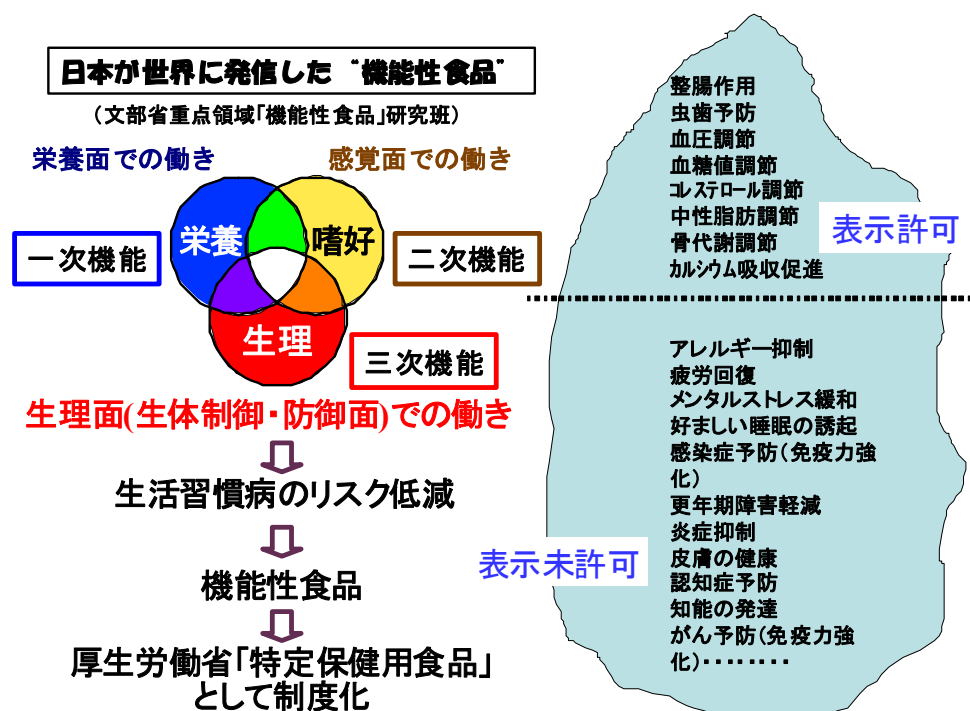 日本が世界に発信した “機能性食品”
(文部省重点領域「機能性食品」研究班)
栄養面での働き
感覚面での働き
栄養
嗜好
一次機能
二次機能
生理
三次機能
生理面(生体制御・防御面)での働き
生活習慣病のリスク低減
機能性食品
厚生労働省「特定保健用食品」
として制度化
整腸作用
虫歯予防
血圧調節
血糖値調節
コレステロール調節
中性脂肪調節
骨代謝調節
カルシウム吸収促進
表示許可
アレルギー抑制
疲労回復
メンタルストレス緩和
好ましい睡眠の誘起
感染症予防(免疫力強
化)
更年期障害軽減
炎症抑制
皮膚の健康
認知症予防
知能の発達
がん予防(免疫力強
化)・・・・・・・・
表示未許可